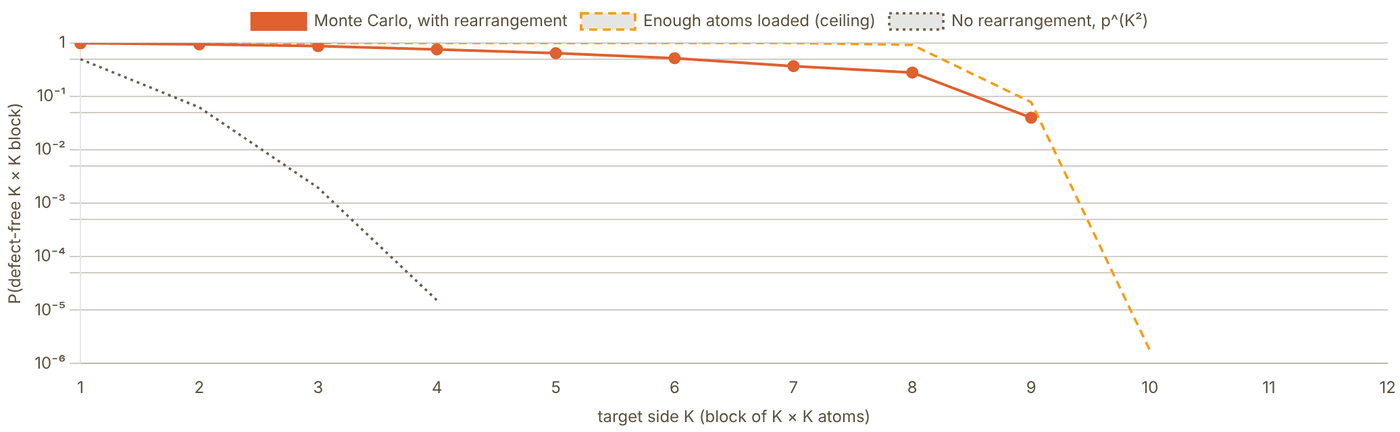 Monte Carlo, with rearrangement
Enough atoms loaded (ceiling)
No rearrangement, p^(K²)
P(defect-free K × K block)
1
10⁻¹
10⁻²
10⁻³
10⁻⁴
10⁻⁵
10⁻⁶
1 2 3 4 5 6 7 8 9 10 11 12
target side K (block of K × K atoms)